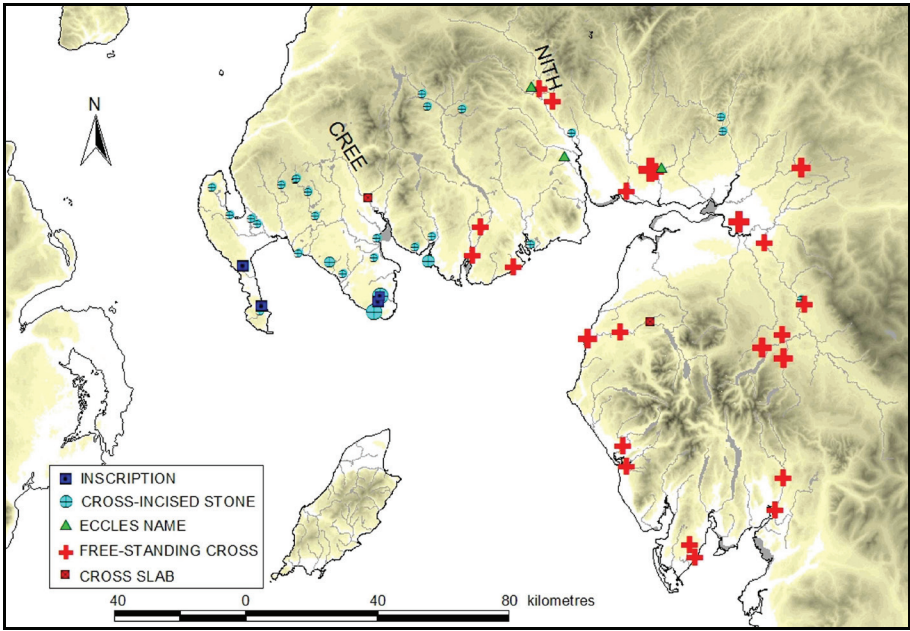 NITH
CREE
N
INSCRIPTION
CROSS-INCISED STONE
ECCLES NAME
FREE-STANDING CROSS
CROSS SLAB
40 0 40 80 kilometres